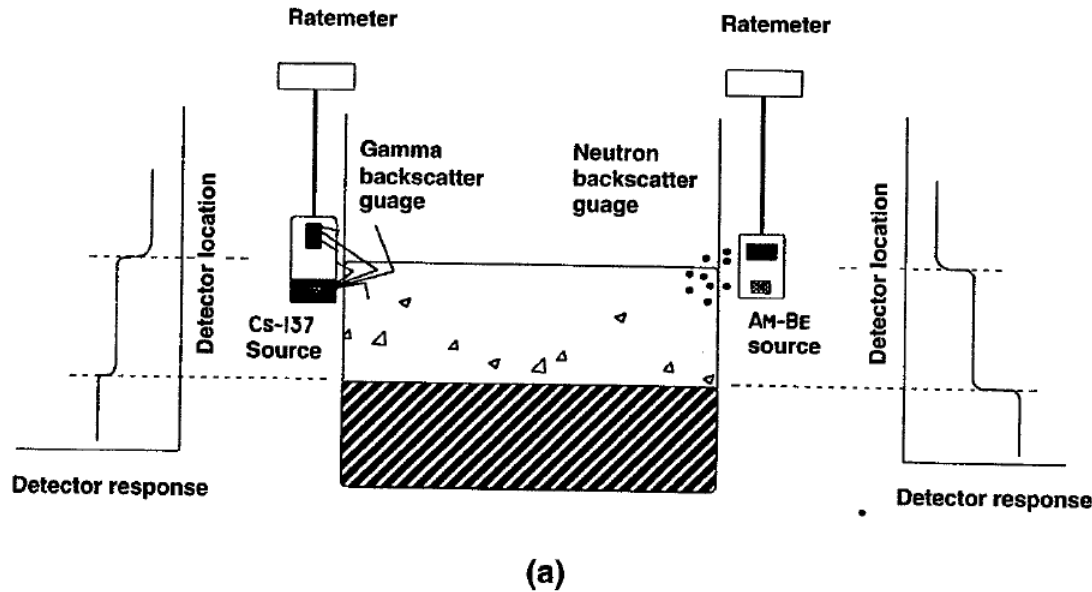 Ratemeter
Ratemeter
Gamma
backscatter
guage
Neutron
backscatter
guage
Detector location
Cs-137
Source
AM-BE
source
Detector location
Detector response
Detector response
(a)